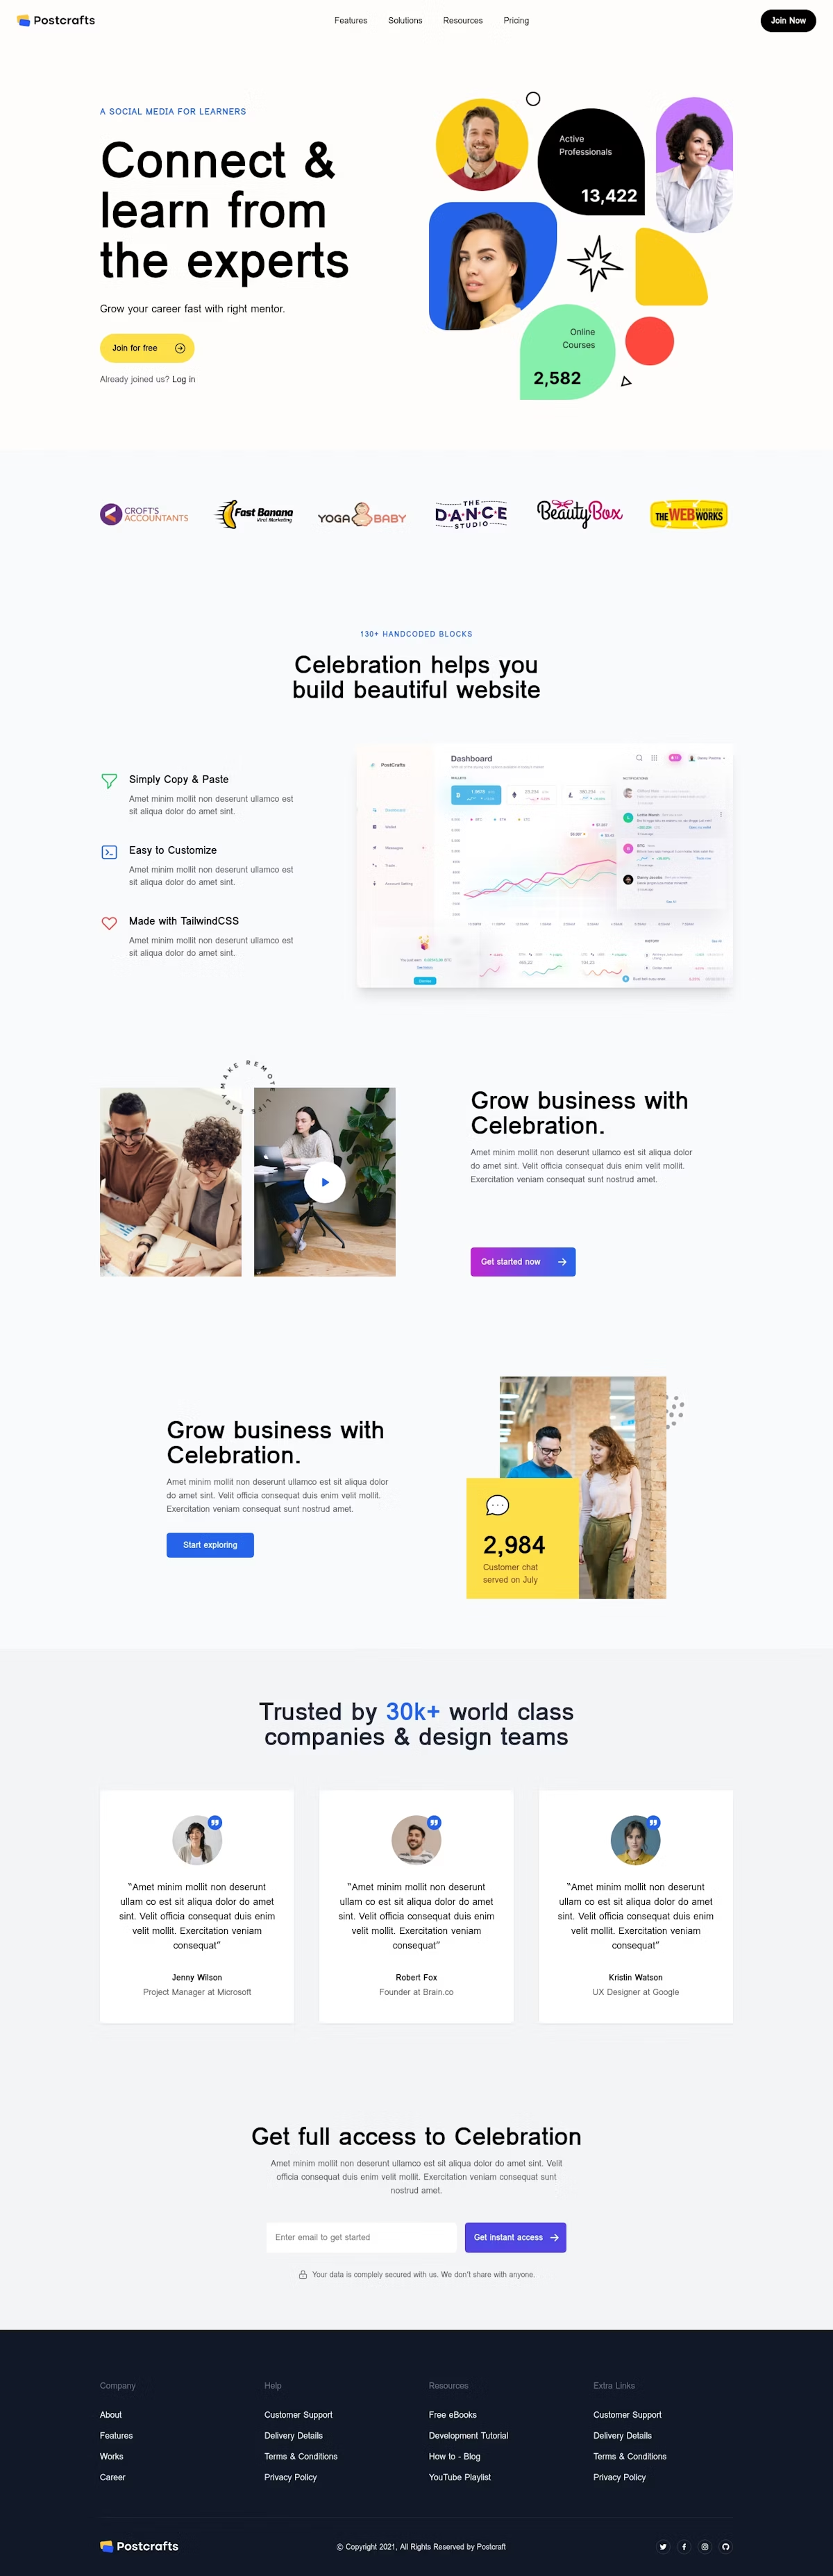 Postcrafts
Features
Solutions
Resources
Pricing
Join Now
A SOCIAL MEDIA FOR LEARNERS
Connect &
learn from
the experts
Grow your career fast with right mentor.
Join for free
Already joined us? Log in
Active
Professionals
13,422
Online
Courses
2,582
CROFT'S
ACCOUNTANTS
Fast Banana
Viral Marketing
YOGA BABY
THE
DANCE
STUDIO
Beauty Box
THE WEB WORKS
130+ HANDCODED BLOCKS
Celebration helps you
build beautiful website
Simply Copy & Paste
Amet minim mollit non deserunt ullamco est
sit aliqua dolor do amet sint.
Easy to Customize
Amet minim mollit non deserunt ullamco est
sit aliqua dolor do amet sint.
Made with TailwindCSS
Amet minim mollit non deserunt ullamco est
sit aliqua dolor do amet sint.
PostCrafts
Dashboard
MAKE REMOTE LIFE EASY
Grow business with
Celebration.
Amet minim mollit non deserunt ullamco est sit aliqua dolor
do amet sint. Velit officia consequat duis enim velit mollit.
Exercitation veniam consequat sunt nostrud amet.
Get started now
Grow business with
Celebration.
Amet minim mollit non deserunt ullamco est sit aliqua dolor
do amet sint. Velit officia consequat duis enim velit mollit.
Exercitation veniam consequat sunt nostrud amet.
Start exploring
2,984
Customer chat
served on July
Trusted by 30k+ world class
companies & design teams
“Amet minim mollit non deserunt
ullam co est sit aliqua dolor do amet
sint. Velit officia consequat duis enim
velit mollit. Exercitation veniam
consequat”
Jenny Wilson
Project Manager at Microsoft
“Amet minim mollit non deserunt
ullam co est sit aliqua dolor do amet
sint. Velit officia consequat duis enim
velit mollit. Exercitation veniam
consequat”
Robert Fox
Founder at Brain.co
“Amet minim mollit non deserunt
ullam co est sit aliqua dolor do amet
sint. Velit officia consequat duis enim
velit mollit. Exercitation veniam
consequat”
Kristin Watson
UX Designer at Google
Get full access to Celebration
Amet minim mollit non deserunt ullamco est sit aliqua dolor do amet sint. Velit
officia consequat duis enim velit mollit. Exercitation veniam consequat sunt
nostrud amet.
Enter email to get started
Get instant access
Your data is complely secured with us. We don't share with anyone.
Company
About
Features
Works
Career
Help
Customer Support
Delivery Details
Terms & Conditions
Privacy Policy
Resources
Free eBooks
Development Tutorial
How to - Blog
YouTube Playlist
Extra Links
Customer Support
Delivery Details
Terms & Conditions
Privacy Policy
Postcrafts
© Copyright 2021, All Rights Reserved by Postcraft